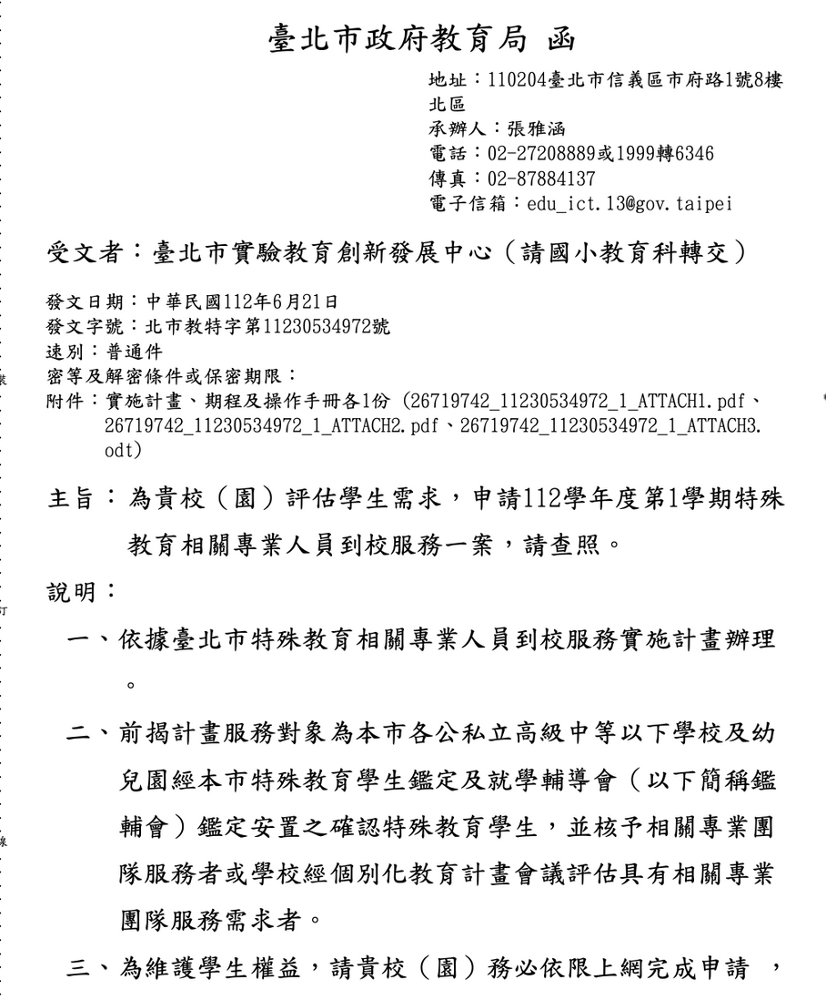 臺北市政府教育局 函
地址：110204臺北市信義區市府路1號8樓
北區
承辦人：張雅涵
電話：02-27208889或1999轉6346
傳真：02-87884137
電子信箱：edu_ict.13@gov.taipei
受文者：臺北市實驗教育創新發展中心（請國小教育科轉交）
發文日期：中華民國112年6月21日
發文字號：北市教特字第11230534972號
速別：普通件
密等及解密條件或保密期限：
裝
附件：實施計畫、期程及操作手冊各1份 (26719742_11230534972_1_ATTACH1.pdf、
26719742_11230534972_1_ATTACH2.pdf、26719742_11230534972_1_ATTACH3.
odt)
主旨：為貴校（園）評估學生需求，申請112學年度第1學期特殊
教育相關專業人員到校服務一案，請查照。
說明：
訂
一、依據臺北市特殊教育相關專業人員到校服務實施計畫辦理
。
二、前揭計畫服務對象為本市各公私立高級中等以下學校及幼
兒園經本市特殊教育學生鑑定及就學輔導會（以下簡稱鑑
輔會）鑑定安置之確認特殊教育學生，並核予相關專業團
線
隊服務者或學校經個別化教育計畫會議評估具有相關專業
團隊服務需求者。
三、為維護學生權益，請貴校（園）務必依限上網完成申請 ，